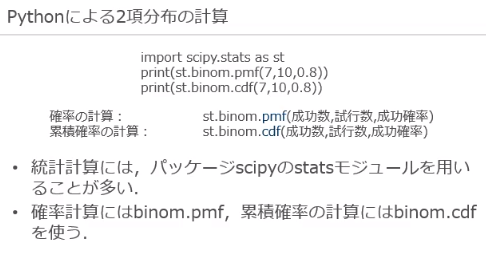 Pythonによる2項分布の計算
import scipy.stats as st
print(st.binom.pmf(7,10,0.8))
print(st.binom.cdf(7,10,0.8))
確率の計算： st.binom.pmf(成功数,試行数,成功確率)
累積確率の計算： st.binom.cdf(成功数,試行数,成功確率)
• 統計計算には，パッケージscipyのstatsモジュールを用い
ることが多い．
• 確率計算にはbinom.pmf，累積確率の計算にはbinom.cdf
を使う．